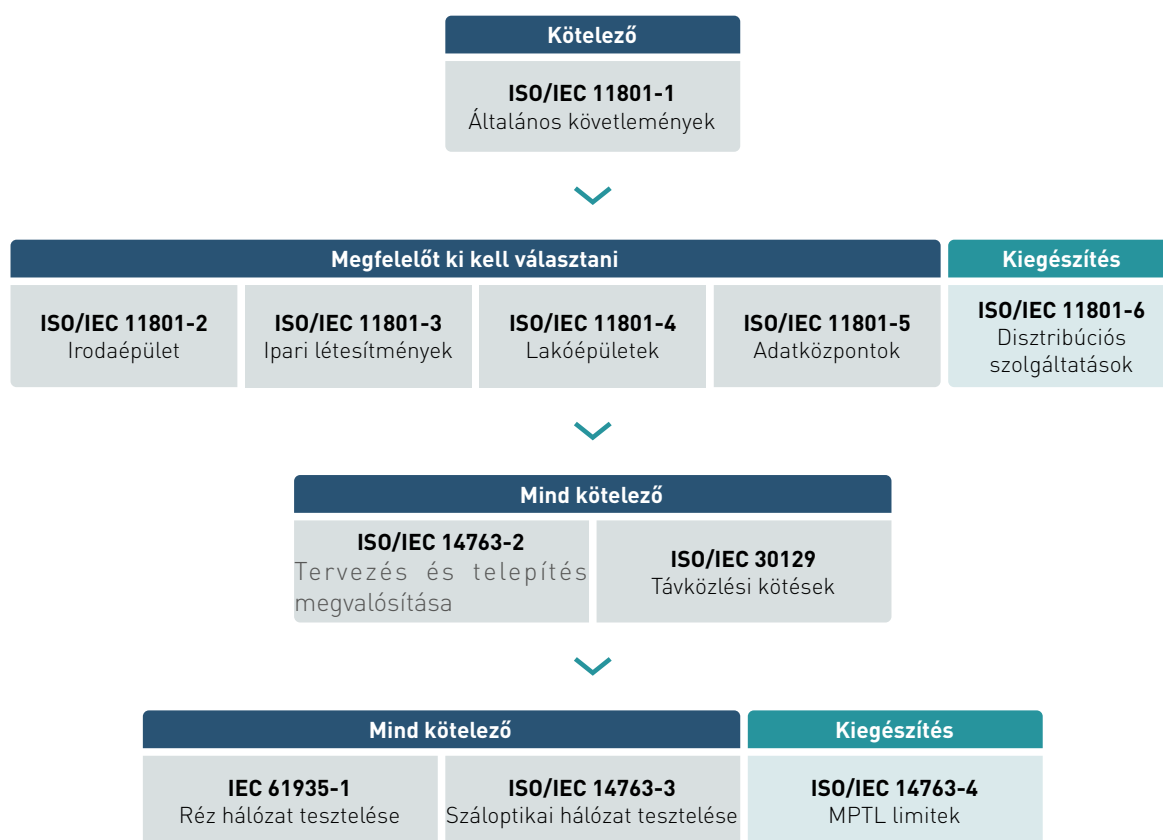 Kötelező
ISO/IEC 11801-1
Általános követlemények
Megfelelőt ki kell választani
Kiegészítés
ISO/IEC 11801-2
Irodaépület
ISO/IEC 11801-3
Ipari létesítmények
ISO/IEC 11801-4
Lakóépületek
ISO/IEC 11801-5
Adatközpontok
ISO/IEC 11801-6
Disztribúciós
szolgáltatások
Mind kötelező
ISO/IEC 14763-2
Tervezés és telepítés
megvalósítása
ISO/IEC 30129
Távközlési kötések
Mind kötelező
Kiegészítés
IEC 61935-1
Réz hálózat tesztelése
ISO/IEC 14763-3
Száloptikai hálózat tesztelése
ISO/IEC 14763-4
MPTL limitek